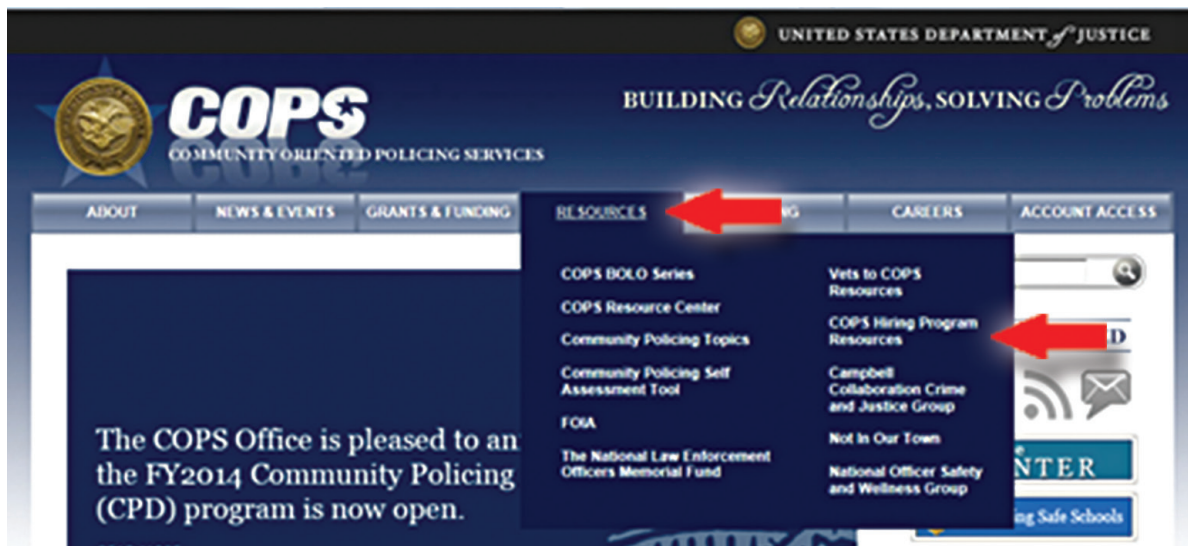 UNITED STATES DEPARTMENT of JUSTICE
COPS
COMMUNITY ORIENTED POLICING SERVICES
BUILDING Relationships, SOLVING Problems
ABOUT
NEWS & EVENTS
GRANTS & FUNDING
RESOURCES
NG
CAREERS
ACCOUNT ACCESS
COPS BOLO Series
COPS Resource Center
Community Policing Topics
Community Policing Self
Assessment Tool
FOIA
The National Law Enforcement
Officers Memorial Fund
Vets to COPS
Resources
COPS Hiring Program
Resources
Campbell
Collaboration Crime
and Justice Group
Not In Our Town
National Officer Safety
and Wellness Group
D
The COPS Office is pleased to an
the FY2014 Community Policing
(CPD) program is now open.
NTER
ng Safe Schools